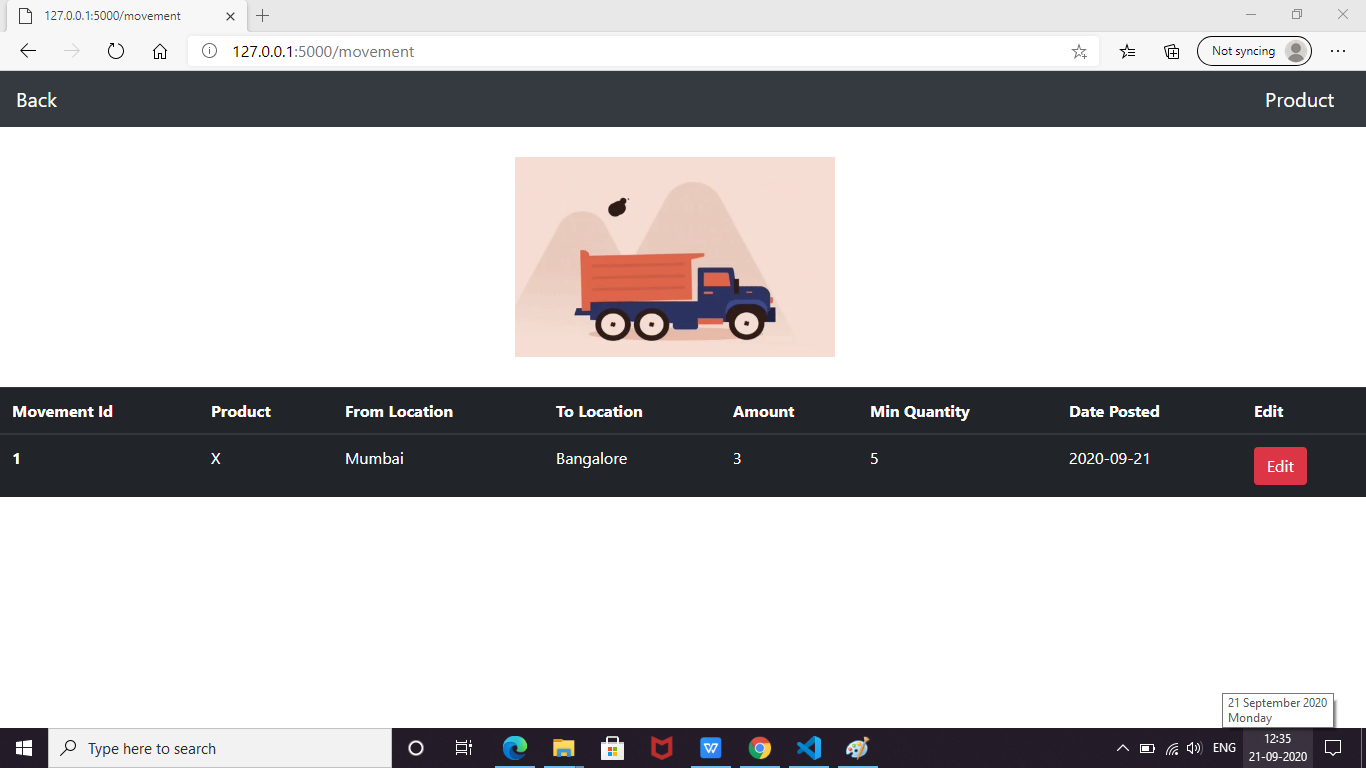 127.0.0.1:5000/movement
127.0.0.1:5000/movement
Not syncing
Back
Product
Movement Id Product From Location To Location Amount Min Quantity Date Posted Edit
1 X Mumbai Bangalore 3 5 2020-09-21 Edit
21 September 2020
Monday
Type here to search
W
ENG
12:35
21-09-2020